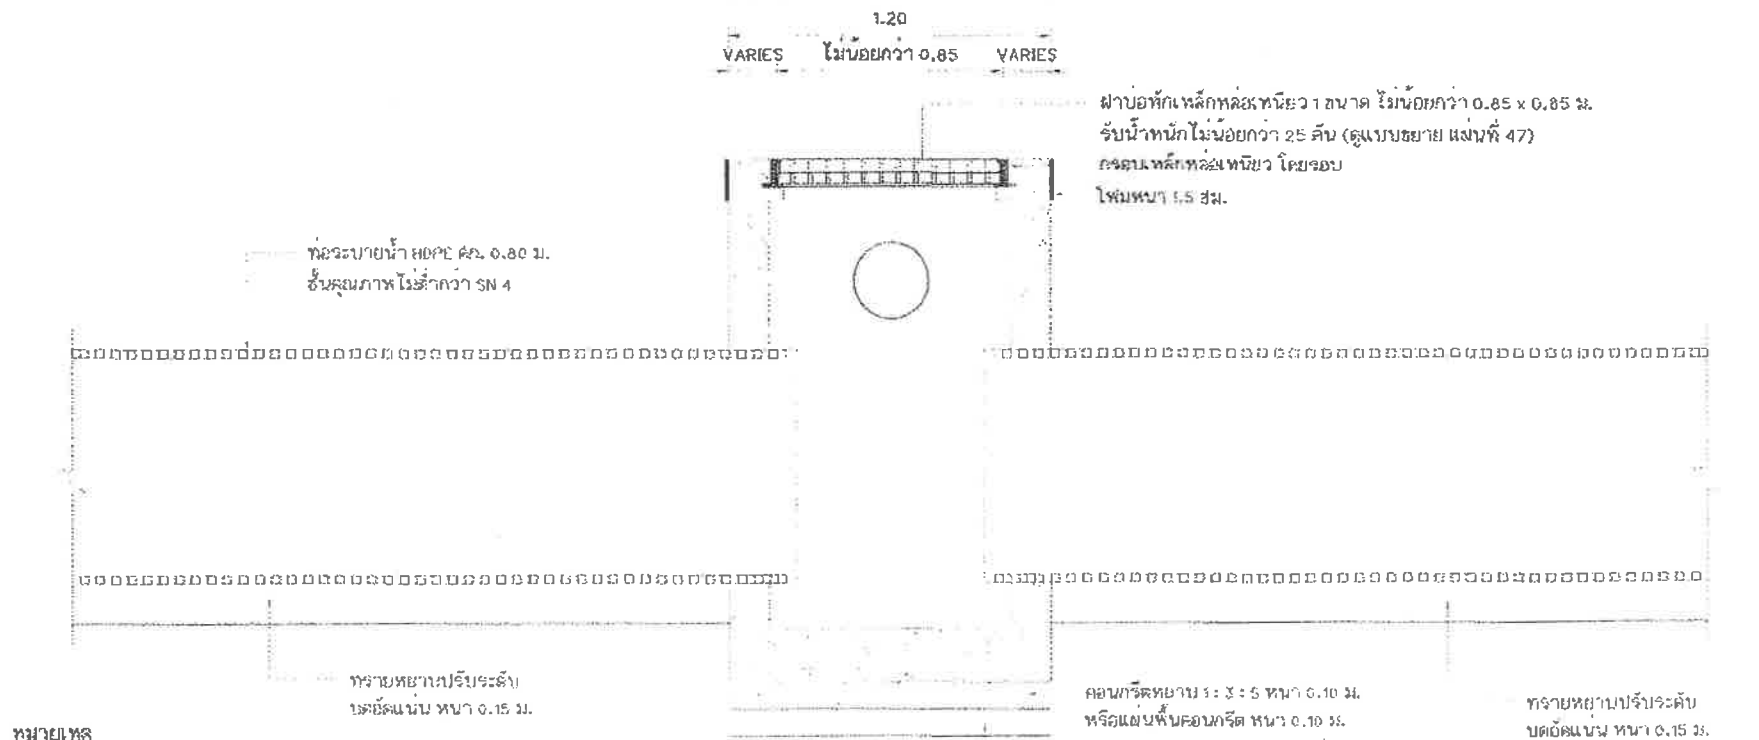 1.20
VARIES ไม่น้อยกว่า 0.85 VARIES
ฝาบ่อพักเหล็กหล่อเหนียว 1 ขนาด ไม่น้อยกว่า 0.85 x 0.85 ม.
รับน้ำหนักไม่น้อยกว่า 25 ตัน (ดูแบบขยาย แผ่นที่ 47)
กรอบเหล็กหล่อเหนียว โดยรอบ
โฟมหนา 1.5 ซม.
ท่อระบายน้ำ HDPE ศก. 0.80 ม.
ชั้นคุณภาพไม่ต่ำกว่า SN 4
ทรายหยาบปรับระดับ
บดอัดแน่น หนา 0.15 ม.
คอนกรีตหยาบ 1 : 3 : 5 หนา 0.10 ม.
หรือแผ่นพื้นคอนกรีต หนา 0.10 ม.
ทรายหยาบปรับระดับ
บดอัดแน่น หนา 0.15 ม.
หมายเหตุ